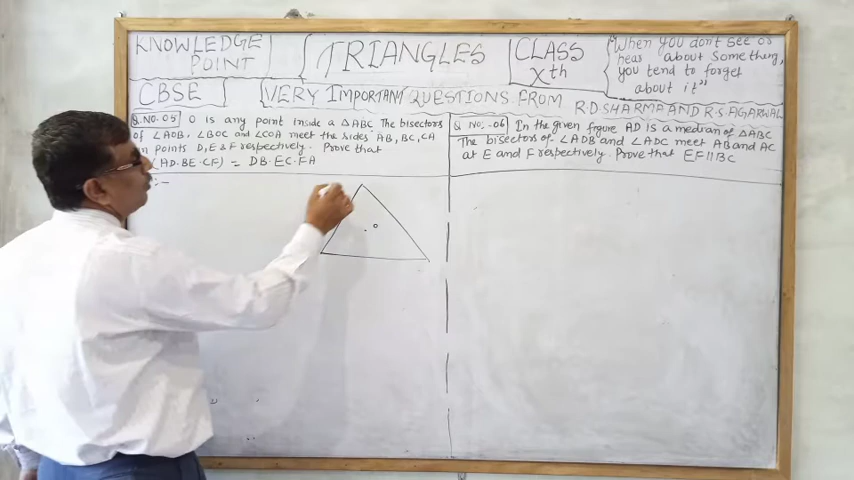 KNOWLEDGE
POINT
TRIANGLES
CLASS
Xth
"When you don't see or
hear about something,
you tend to forget
about it"
CBSE
VERY IMPORTANT QUESTIONS FROM R.D.SHARMA AND R.S.AGARWAL
Q.NO.05 O is any point inside a ∆ABC. The bisectors
of ∠AOB, ∠BOC and ∠COA meet the sides AB, BC, CA
in points D, E & F respectively. Prove that
(AD.BE.CF) = DB.EC.FA
:-
o
Q NO.-06 In the given figure AD is a median of ∆ABC
The bisectors of ∠ADB and ∠ADC meet AB and AC
at E and F respectively. Prove that EF||BC